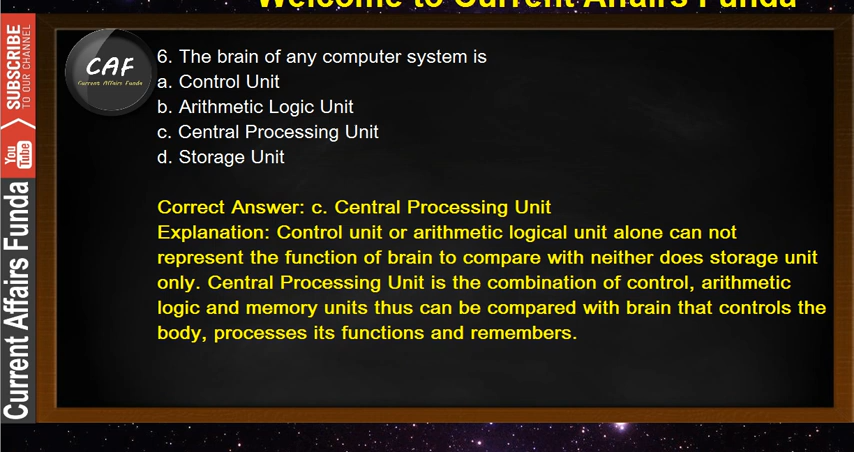 Welcome to Current Affairs Funda
SUBSCRIBE
TO OUR CHANNEL
You
Tube
Current Affairs Funda
CAF
Current Affairs Funda
6. The brain of any computer system is
a. Control Unit
b. Arithmetic Logic Unit
c. Central Processing Unit
d. Storage Unit
Correct Answer: c. Central Processing Unit
Explanation: Control unit or arithmetic logical unit alone can not
represent the function of brain to compare with neither does storage unit
only. Central Processing Unit is the combination of control, arithmetic
logic and memory units thus can be compared with brain that controls the
body, processes its functions and remembers.